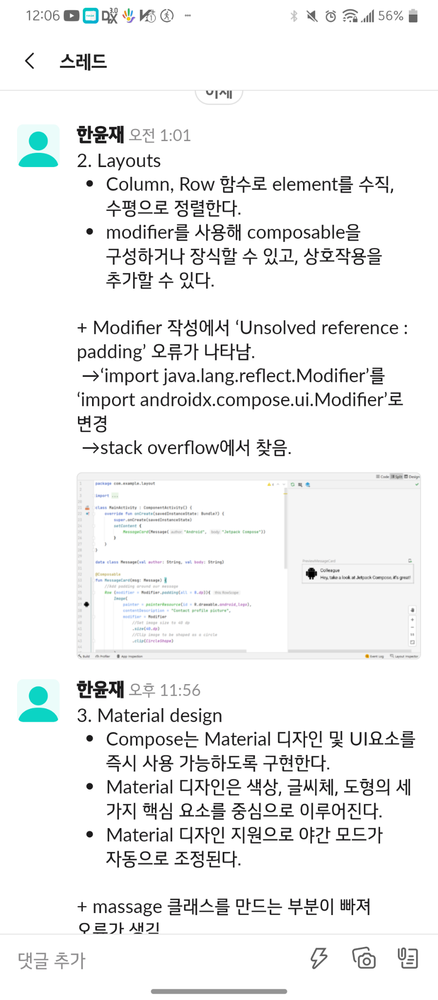 12:06
56%
스레드
어제
한윤재 오전 1:01
2. Layouts
• Column, Row 함수로 element를 수직,
수평으로 정렬한다.
• modifier를 사용해 composable을
구성하거나 장식할 수 있고, 상호작용을
추가할 수 있다.
+ Modifier 작성에서 ‘Unsolved reference :
padding’ 오류가 나타남.
→‘import java.lang.reflect.Modifier’를
‘import androidx.compose.ui.Modifier’로
변경
→stack overflow에서 찾음.
Code Split Design
package com.example.layout
import ...
class MainActivity : ComponentActivity() {
override fun onCreate(savedInstanceState: Bundle?) {
super.onCreate(savedInstanceState)
setContent {
MessageCard(Message( author: "Android", body: "Jetpack Compose"))
}
}
}
data class Message(val author: String, val body: String)
@Composable
fun MessageCard(msg: Message) {
//Add padding around our message
Row (modifier = Modifier.padding(all = 8.dp)){ this: RowScope
Image(
painter = painterResource(id = R.drawable.android_logo),
contentDescription = "Contact profile picture",
modifier = Modifier
//Set image size to 40 dp
.size(40.dp)
//Clip image to be shaped as a circle
.clip(CircleShape)
PreviewMessageCard
Colleague
Hey, take a look at Jetpack Compose, it's great!
Build Profiler App Inspection
Event Log Layout Inspector
한윤재 오후 11:56
3. Material design
• Compose는 Material 디자인 및 UI요소를
즉시 사용 가능하도록 구현한다.
• Material 디자인은 색상, 글씨체, 도형의 세
가지 핵심 요소를 중심으로 이루어진다.
• Material 디자인 지원으로 야간 모드가
자동으로 조정된다.
+ massage 클래스를 만드는 부분이 빠져
오류가 생김
댓글 추가